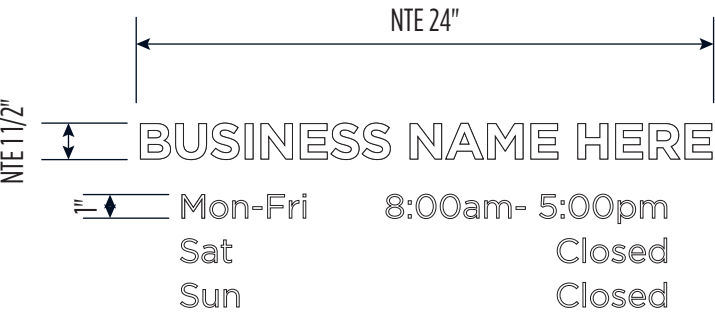 NTE 24"
NTE 1 1/2"
BUSINESS NAME HERE
1"
Mon-Fri 8:00am- 5:00pm
Sat Closed
Sun Closed